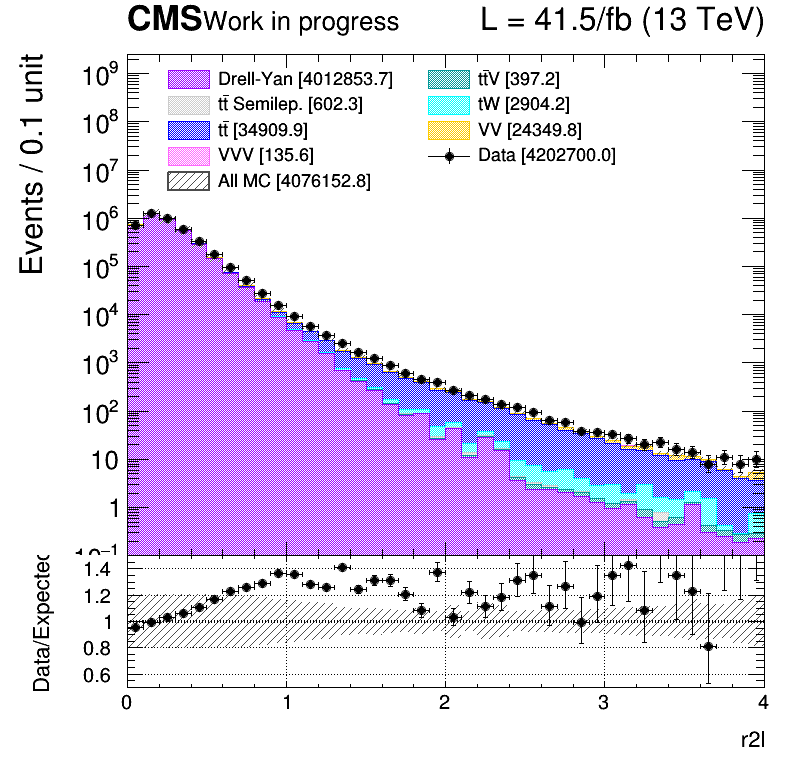 CMS Work in progress L = 41.5/fb (13 TeV)
Events / 0.1 unit
Drell-Yan [4012853.7] tt̄V [397.2]
tt̄ Semilep. [602.3] tW [2904.2]
tt̄ [34909.9] VV [24349.8]
VVV [135.6] Data [4202700.0]
All MC [4076152.8]
10⁹
10⁸
10⁷
10⁶
10⁵
10⁴
10³
10²
10
1
10⁻¹
Data/Expected
1.4
1.2
1
0.8
0.6
0 1 2 3 4
r2l